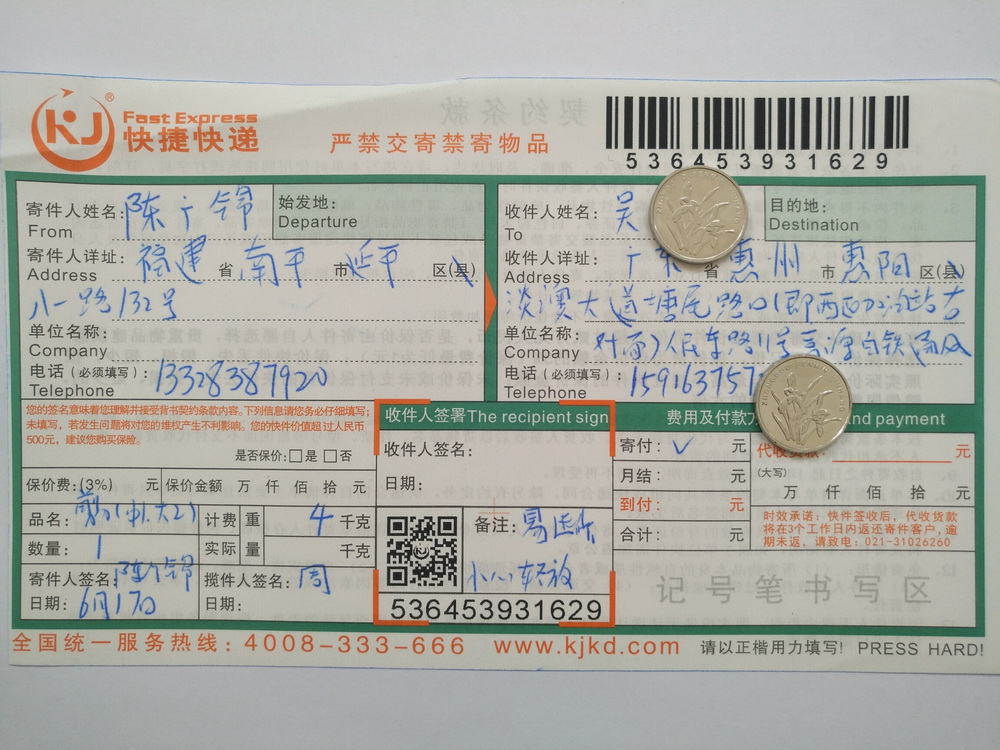 KJ ®
Fast Express
快捷快递
严禁交寄禁寄物品
536453931629
寄件人姓名: 陈广锦
From
始发地:
Departure
寄件人详址: 福建 省 南平 市 延平 区(县)
Address
八一路132号
单位名称:
Company
电话 (必须填写): 13328387920
Telephone
收件人姓名: 吴
To
目的地:
Destination
收件人详址: 广东 省 惠州 市 惠阳 区(县)
Address
淡澳大道塘尾路口(即西区
单位名称:
Company
对面)人民车路11号
电话 (必须填写): 159163757
Telephone
您的签名意味着您理解并接受背书契约条款内容。下列信息请您务必仔细填写;
未填写,若发生问题将对您的维权产生不利影响。您的快件价值超过人民币
500元,建议您购买保险。
是否保价: □是 □否
保价费: (3%) 元 保价金额 万 仟 佰 拾 元
品名:
数量: 1
计费 重 4 千克
实际 量 千克
寄件人签名: 陈广锦
日期: 6月17日
揽件人签名: 周
日期:
收件人签署The recipient sign
收件人签名:
日期:
备注: 易
小心轻放
536453931629
费用及付款方 and payment
寄付: ✓ 元
月结: 元
到付: 元
合计: 元
代收货款: 元
(大写)
万 仟 佰 拾 元
时效承诺: 快件签收后,代收货款
将在3个工作日内返还寄件客户,逾
期未返,请致电: 021-31026260
记号笔书写区
全国统一服务热线: 4008-333-666 www.kjkd.com 请以正楷用力填写! PRESS HARD!